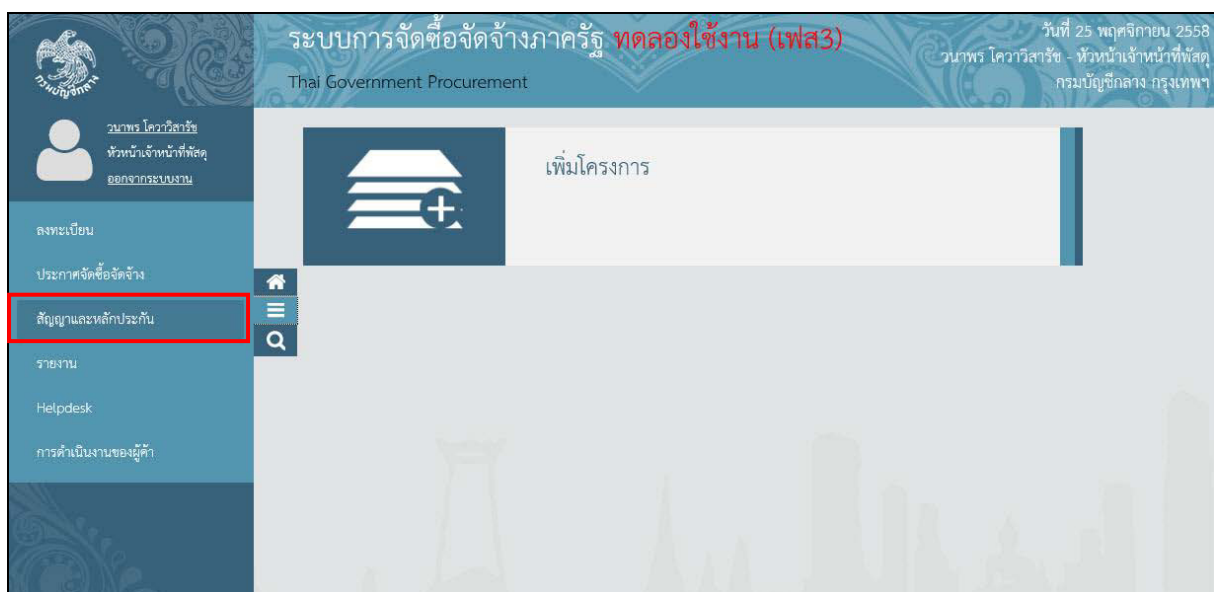 ระบบการจัดซื้อจัดจ้างภาครัฐ ทดลองใช้งาน (เฟส3)
Thai Government Procurement
วันที่ 25 พฤศจิกายน 2558
วนาพร โควาวิสารัช - หัวหน้าเจ้าหน้าที่พัสดุ
กรมบัญชีกลาง กรุงเทพฯ
กรมบัญชีกลาง
วนาพร โควาวิสารัช
หัวหน้าเจ้าหน้าที่พัสดุ
ออกจากระบบงาน
ลงทะเบียน
ประกาศจัดซื้อจัดจ้าง
สัญญาและหลักประกัน
รายงาน
Helpdesk
การดำเนินงานของผู้ค้า
เพิ่มโครงการ